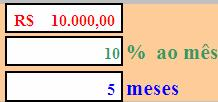 R$ 10.000,00
10 % ao mês
5 meses